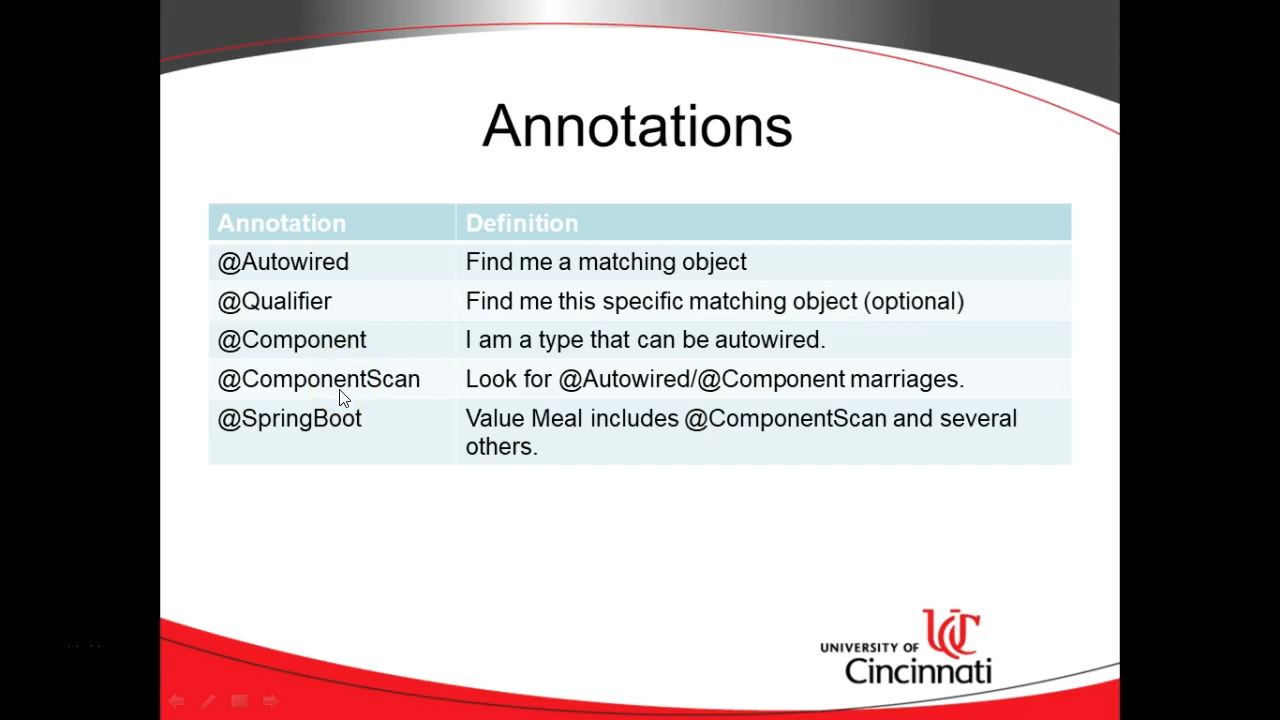 Annotations
Annotation Definition
@Autowired Find me a matching object
@Qualifier Find me this specific matching object (optional)
@Component I am a type that can be autowired.
@ComponentScan Look for @Autowired/@Component marriages.
@SpringBoot Value Meal includes @ComponentScan and several
others.
UC
UNIVERSITY OF
Cincinnati